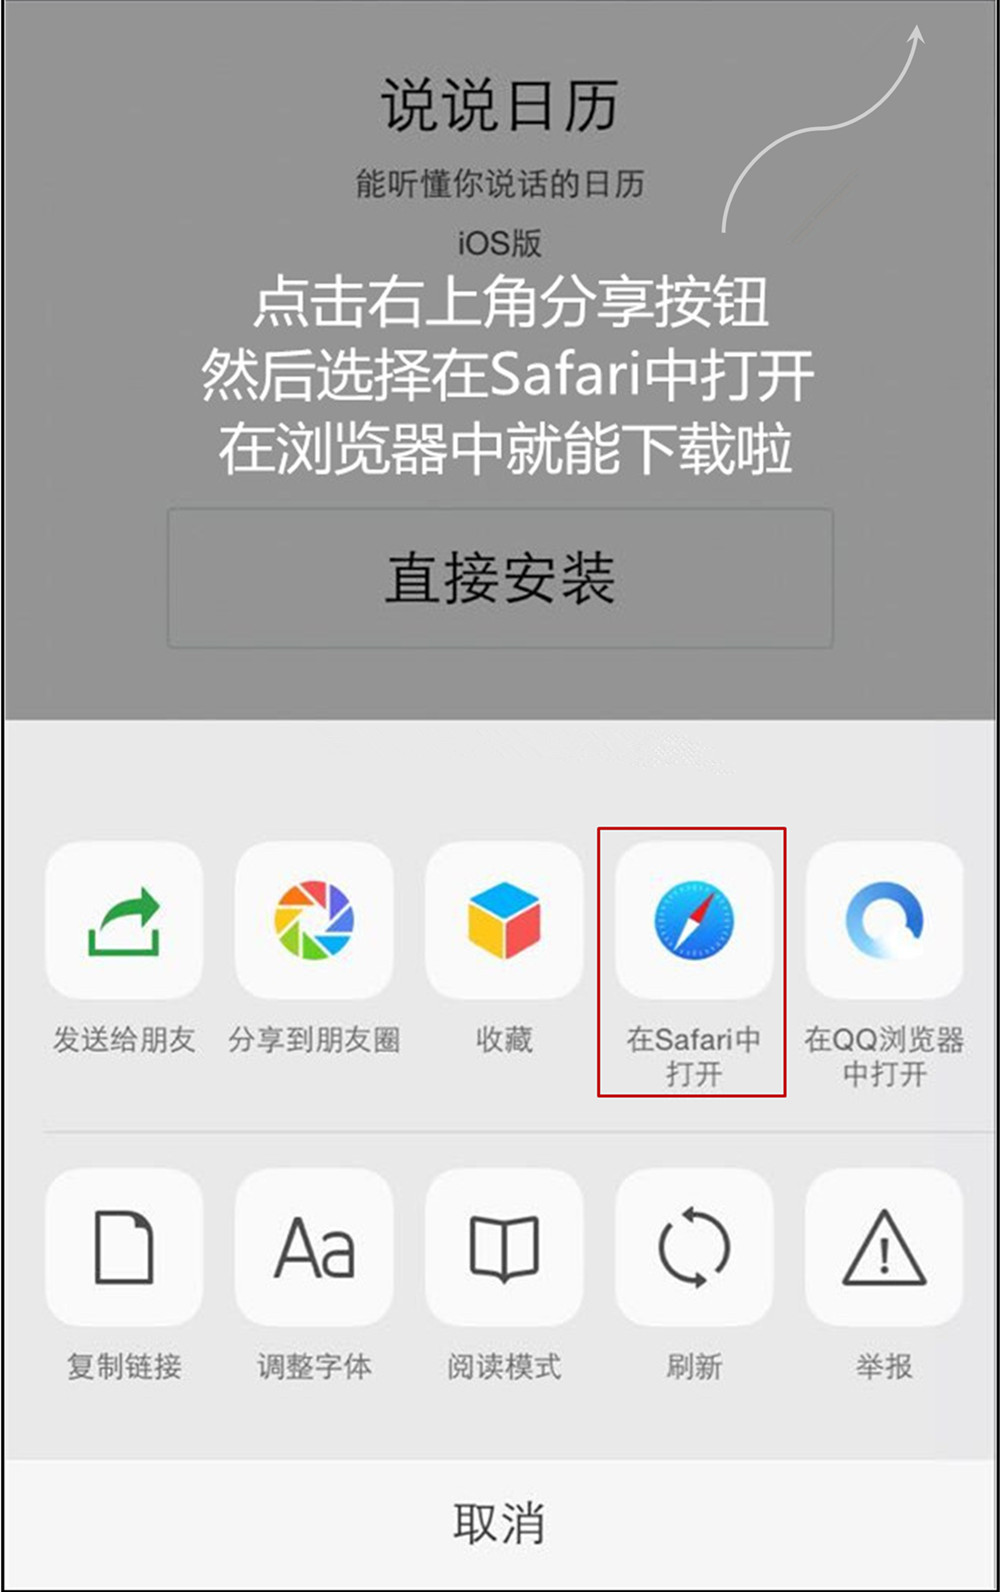 说说日历
能听懂你说话的日历
iOS版
点击右上角分享按钮
然后选择在Safari中打开
在浏览器中就能下载啦
直接安装
发送给朋友
分享到朋友圈
收藏
在Safari中
打开
在QQ浏览器
中打开
Aa
复制链接
调整字体
阅读模式
刷新
举报
取消